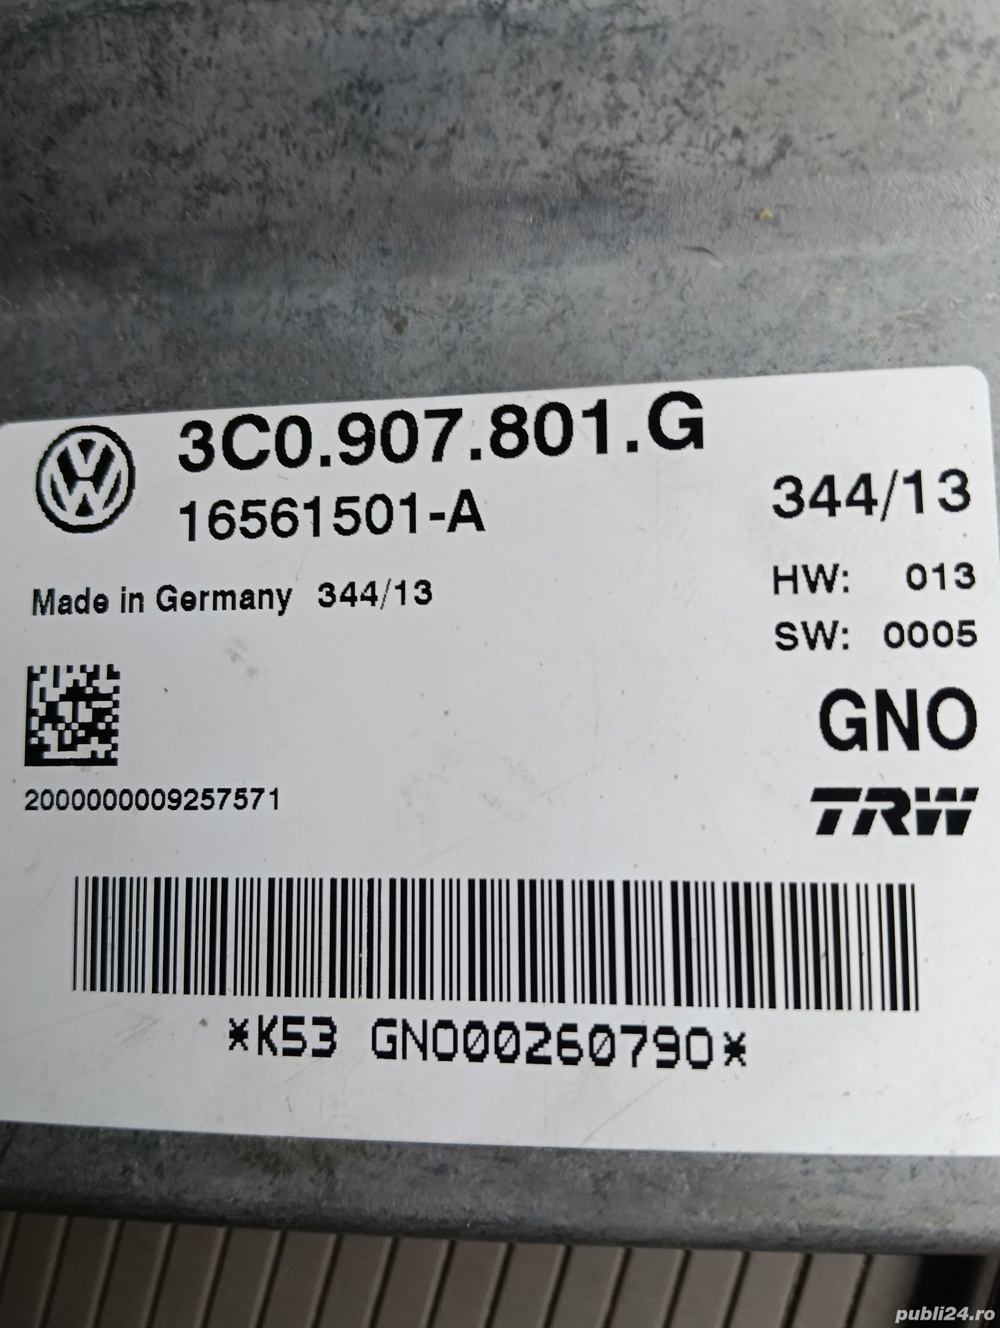 3C0.907.801.G
16561501-A
344/13
Made in Germany 344/13
HW: 013
SW: 0005
GNO
TRW
2000000009257571
*K53 GNO00260790*
publi24.ro